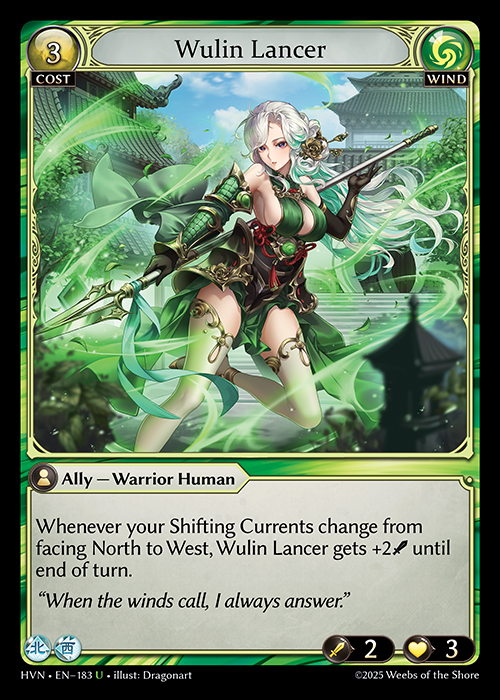 3
Wulin Lancer
COST
WIND
Ally — Warrior Human
Whenever your Shifting Currents change from
facing North to West, Wulin Lancer gets +2 until
end of turn.
“When the winds call, I always answer.”
北 西
2
3
HVN • EN–183 U • illust: Dragonart
©2025 Weebs of the Shore